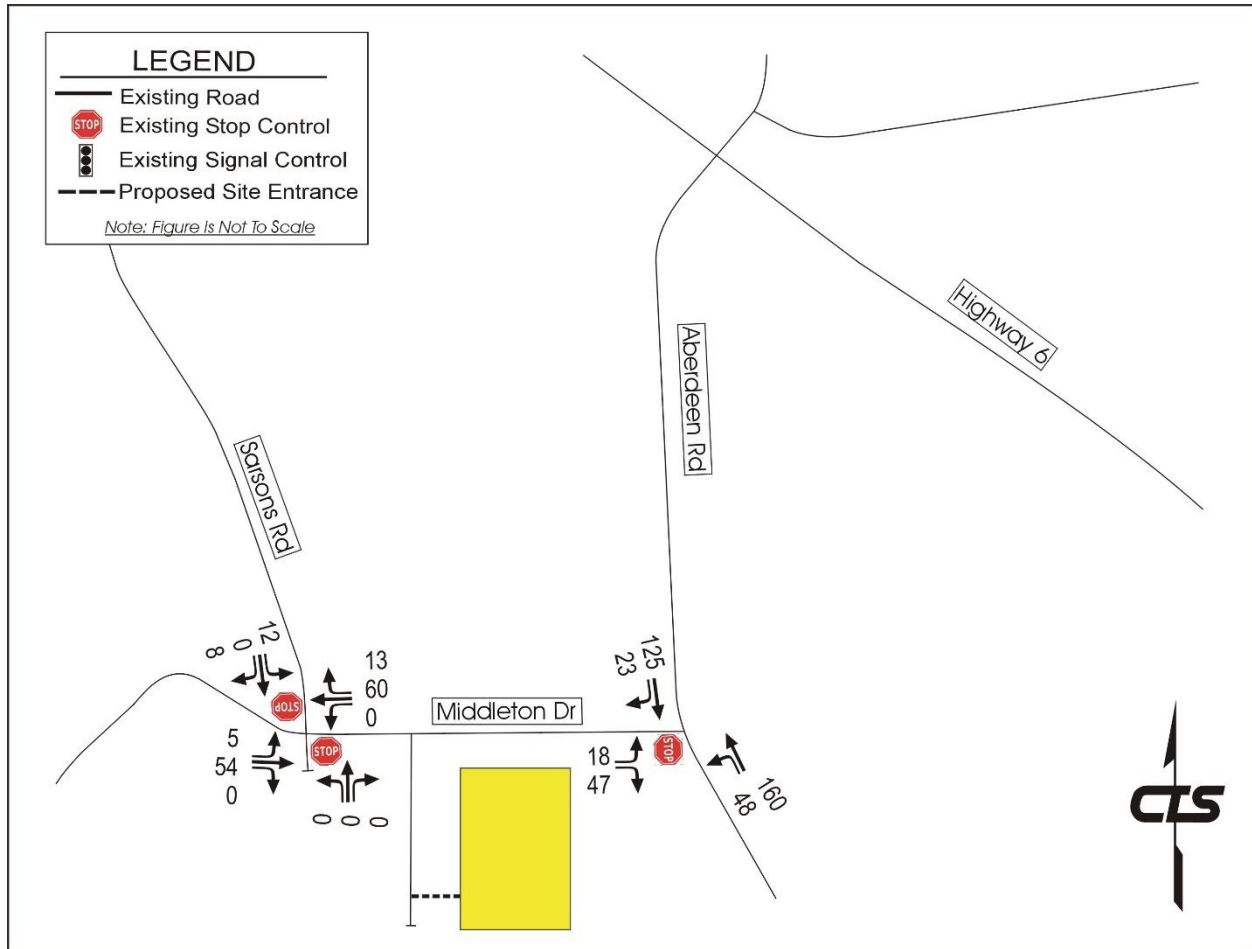 LEGEND
Existing Road
STOP
Existing Stop Control
Existing Signal Control
Proposed Site Entrance
Note: Figure Is Not To Scale
Highway 6
Aberdeen Rd
Sarsons Rd
8 0 12
13
60
0
125
23
STOP
Middleton Dr
5
54
0
STOP
0 0 0
18
47
STOP
160
48
CTS